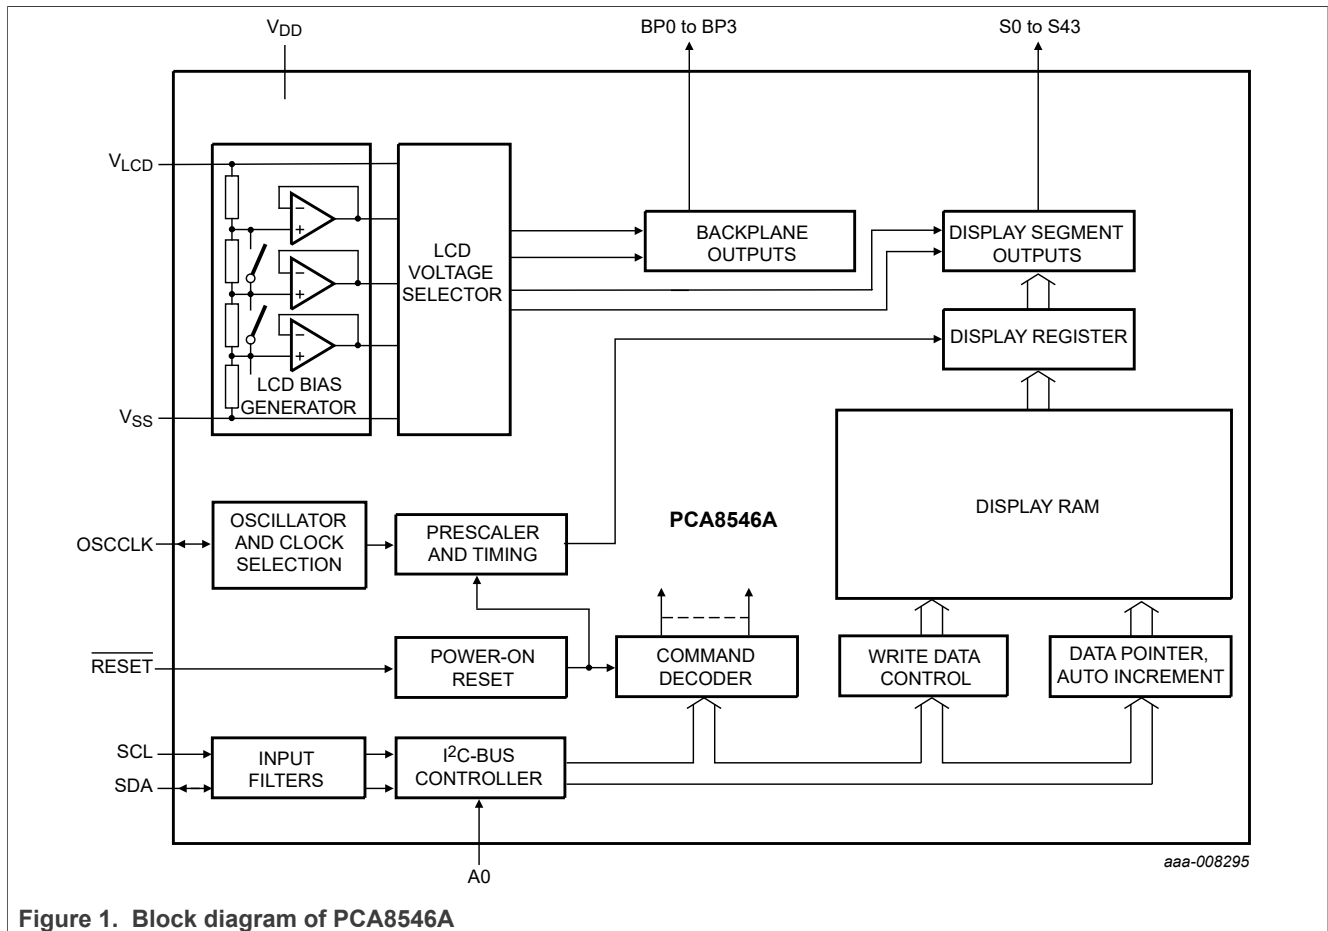 VDD
BP0 to BP3
S0 to S43
VLCD
LCD
VOLTAGE
SELECTOR
BACKPLANE
OUTPUTS
DISPLAY SEGMENT
OUTPUTS
DISPLAY REGISTER
LCD BIAS
GENERATOR
VSS
DISPLAY RAM
OSCCLK
OSCILLATOR
AND CLOCK
SELECTION
PRESCALER
AND TIMING
PCA8546A
RESET
POWER-ON
RESET
COMMAND
DECODER
WRITE DATA
CONTROL
DATA POINTER,
AUTO INCREMENT
SCL
SDA
INPUT
FILTERS
I2C-BUS
CONTROLLER
A0
aaa-008295
Figure 1. Block diagram of PCA8546A